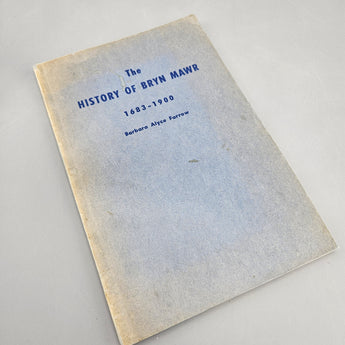 The
HISTORY OF BRYN MAWR
1683-1900
Barbara Alyce Farrow